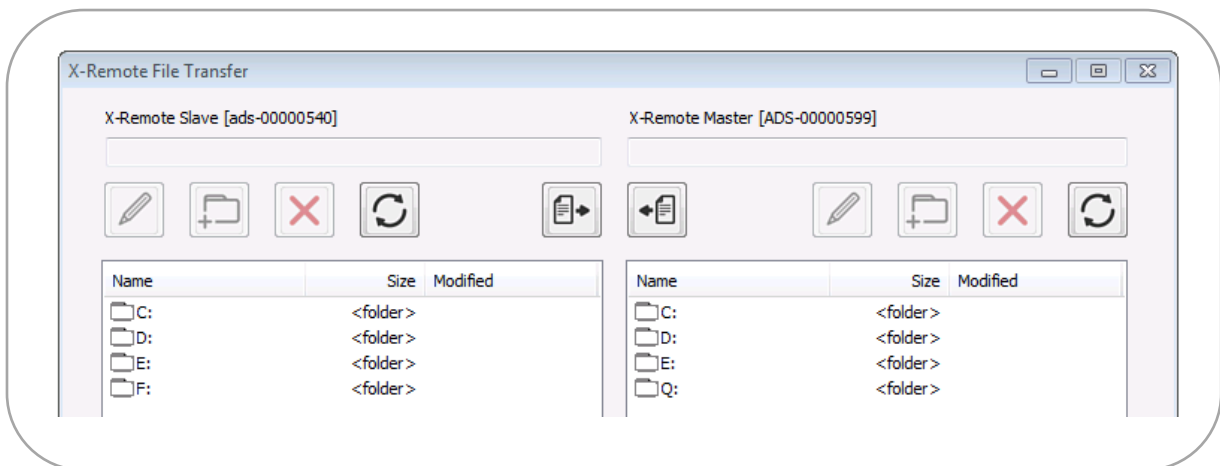 X-Remote File Transfer
X-Remote Slave [ads-00000540]
X-Remote Master [ADS-00000599]
Name Size Modified
C: <folder>
D: <folder>
E: <folder>
F: <folder>
Name Size Modified
C: <folder>
D: <folder>
E: <folder>
Q: <folder>